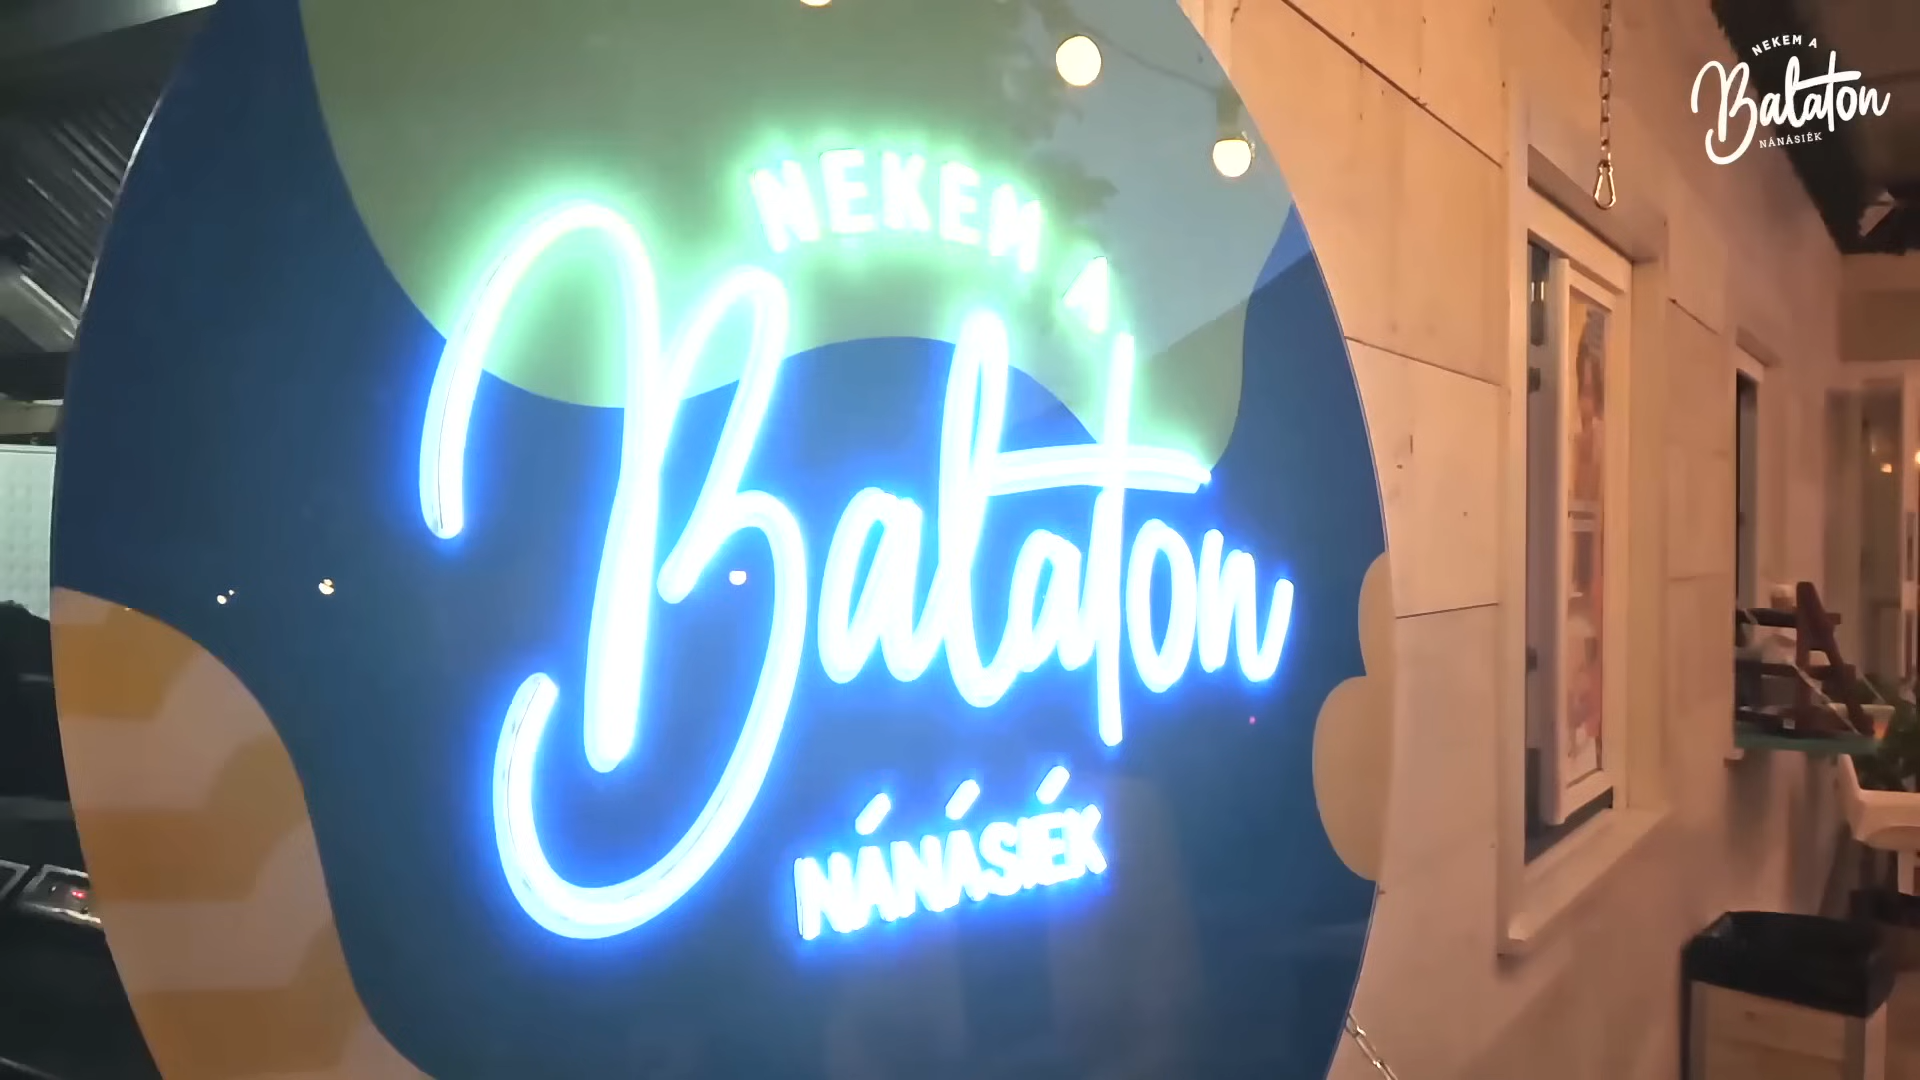 NEKEM A
Balaton
NÁNÁSIÉK
NEKEM A
Balaton
NÁNÁSIÉK